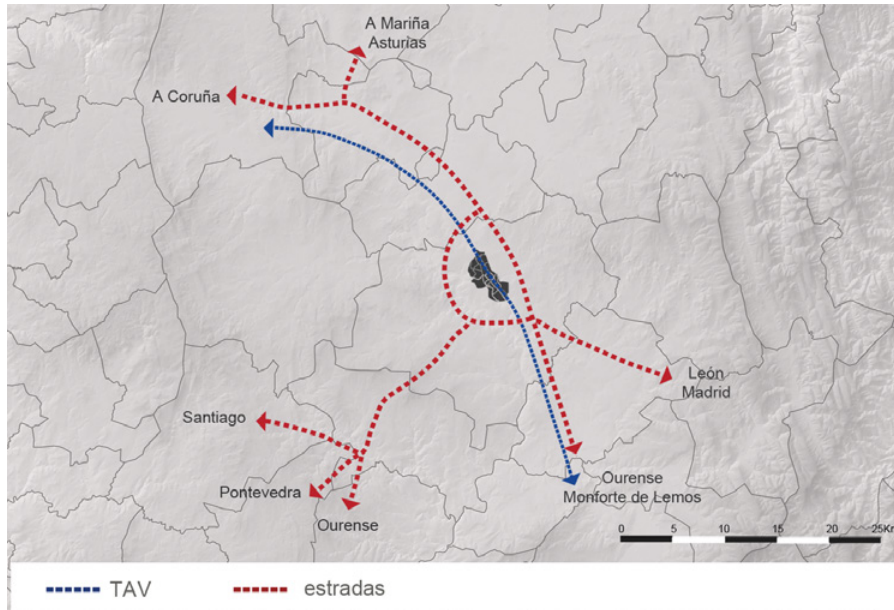 A Mariña
Asturias
A Coruña
León
Madrid
Santiago
Pontevedra
Ourense
Ourense
Monforte de Lemos
0 5 10 15 20 25Km
TAV
estradas